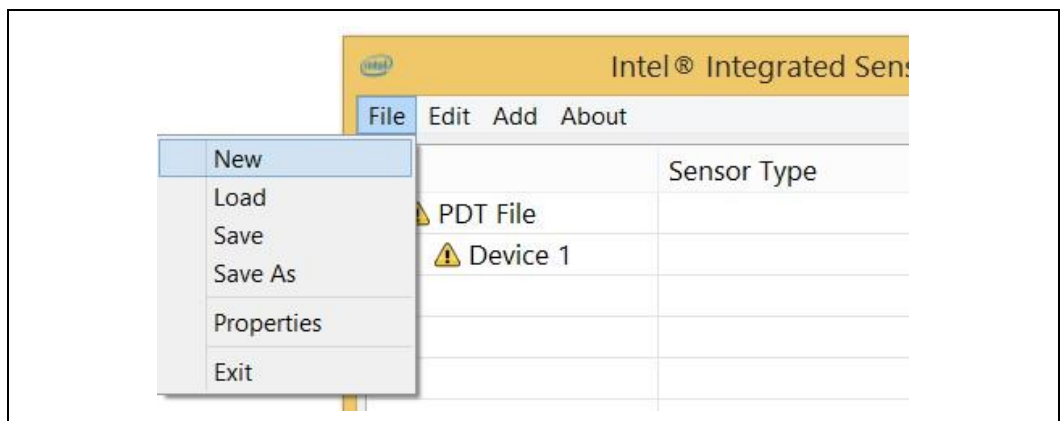 Intel® Integrated Sens
File Edit Add About
New
Load
Save
Save As
Properties
Exit
Sensor Type
PDT File
Device 1